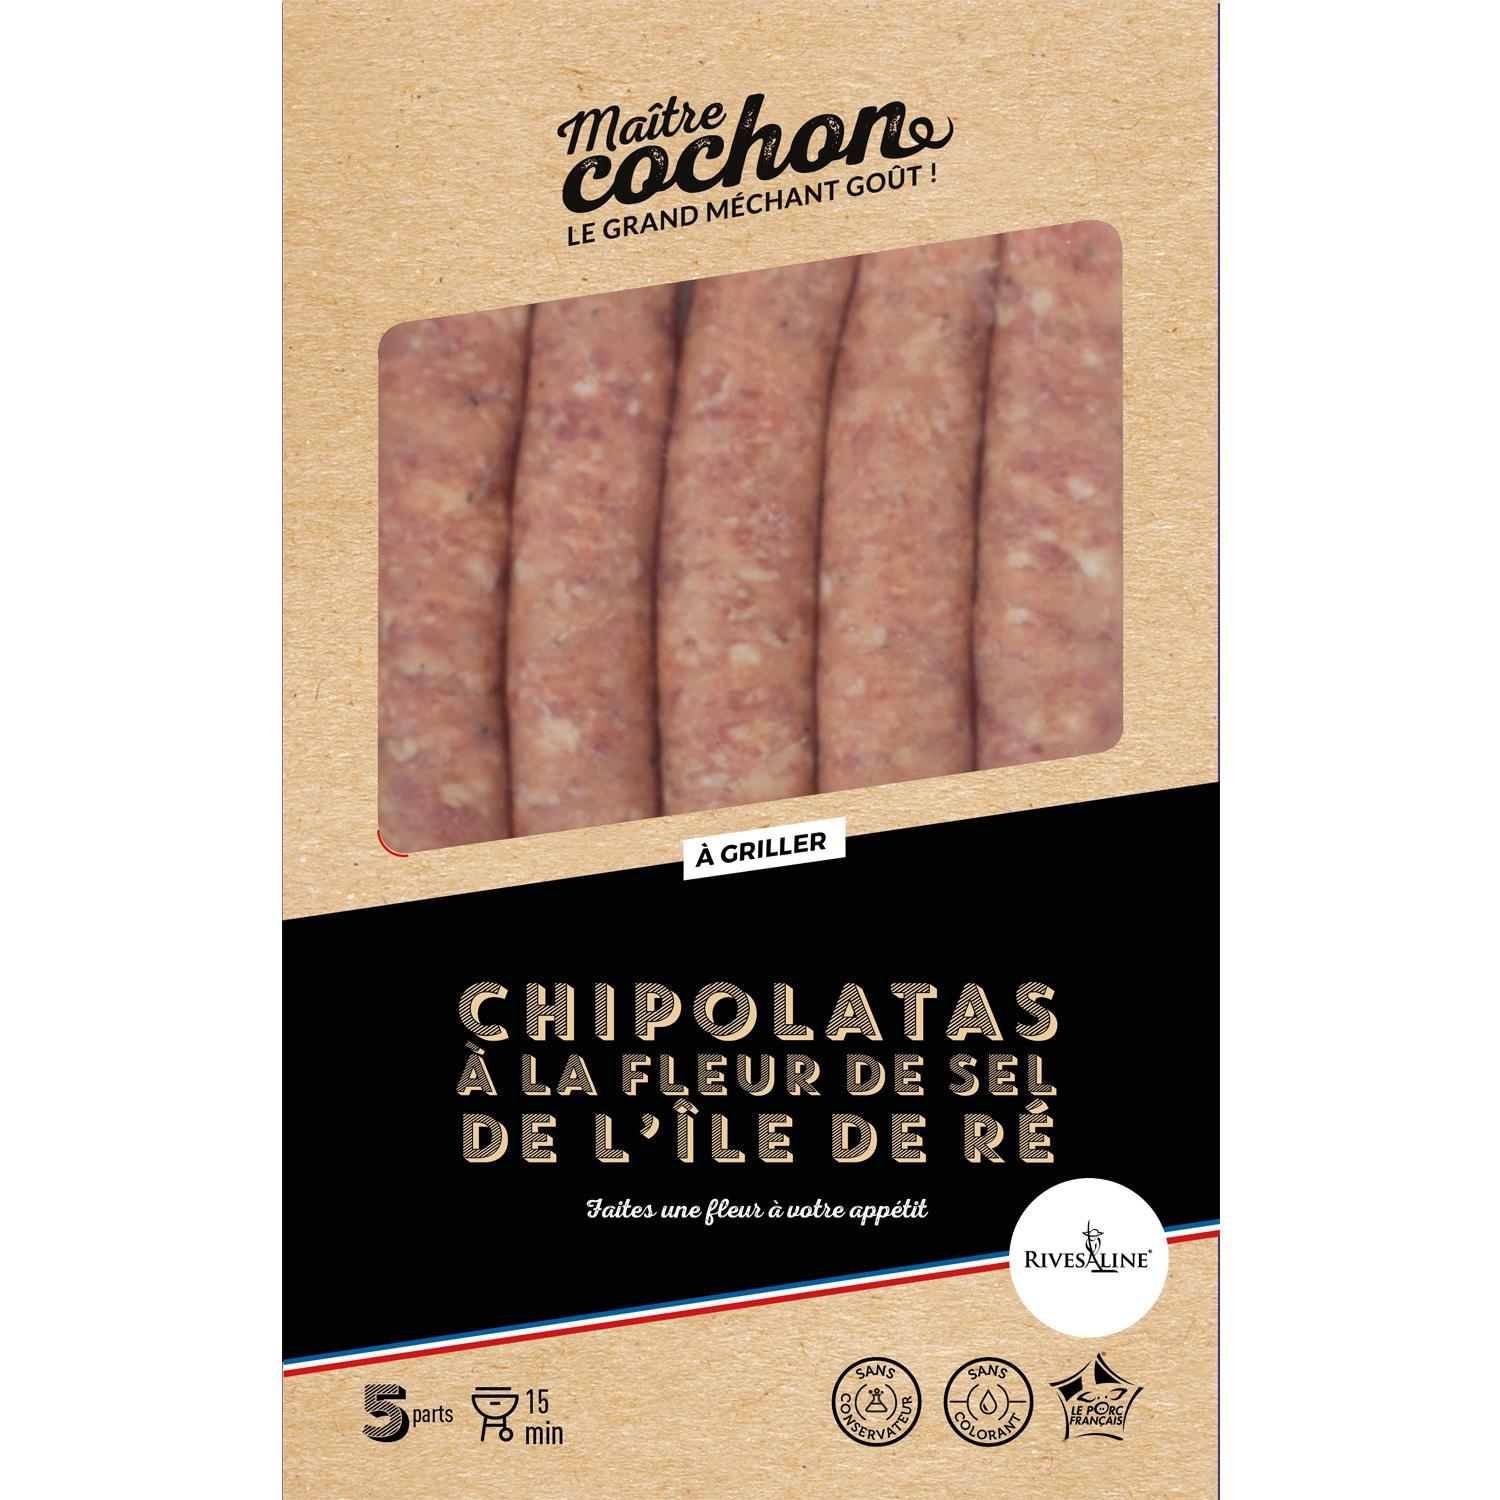 Maître
cochon
LE GRAND MÉCHANT GOÛT !
À GRILLER
CHIPOLATAS
À LA FLEUR DE SEL
DE L'ÎLE DE RÉ
Faites une fleur à votre appétit
RIVESALINE®
5 parts
15
min
SANS
CONSERVATEUR
SANS
COLORANT
LE PORC
FRANÇAIS